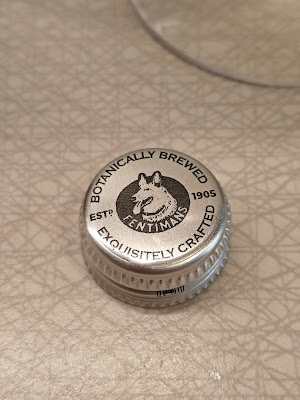 BOTANICALLY BREWED
ESTD 1905
FENTIMANS
EXQUISITELY CRAFTED